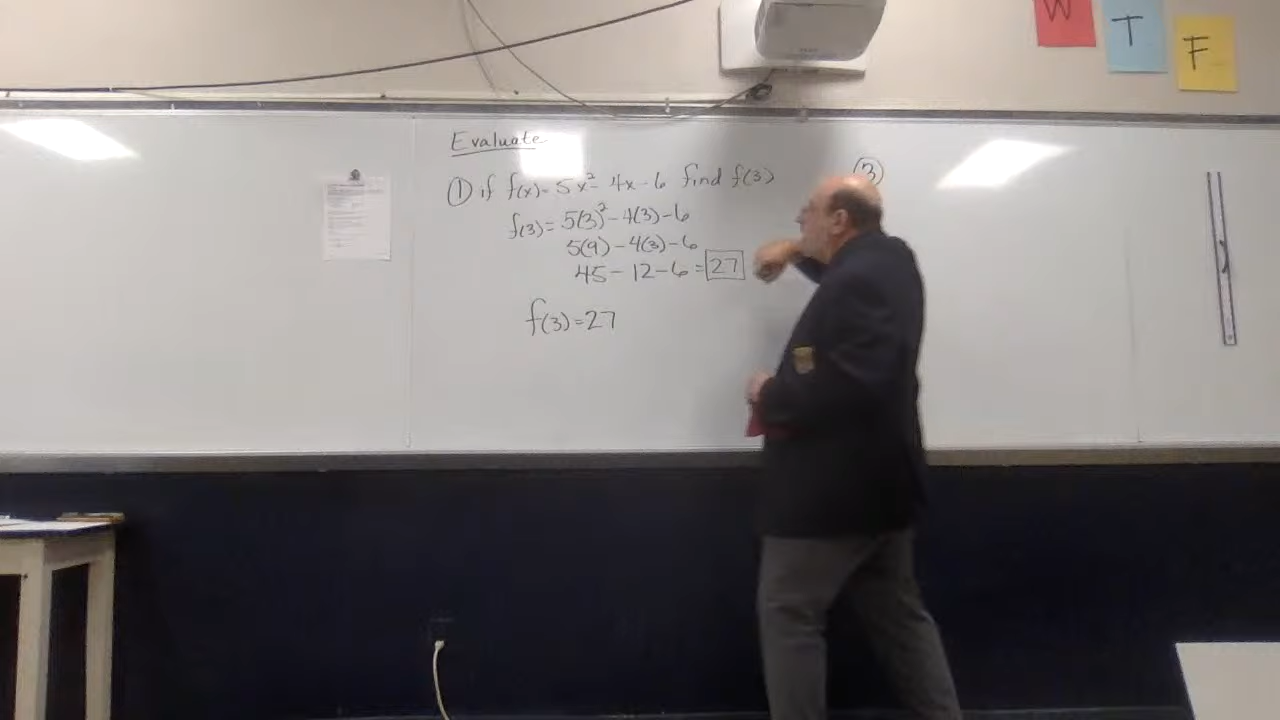 W T F
Evaluate
① if f(x) = 5x² - 4x - 6 find f(3)
f(3) = 5(3)² - 4(3) - 6
5(9) - 4(3) - 6
45 - 12 - 6 = 27
f(3) = 27
③